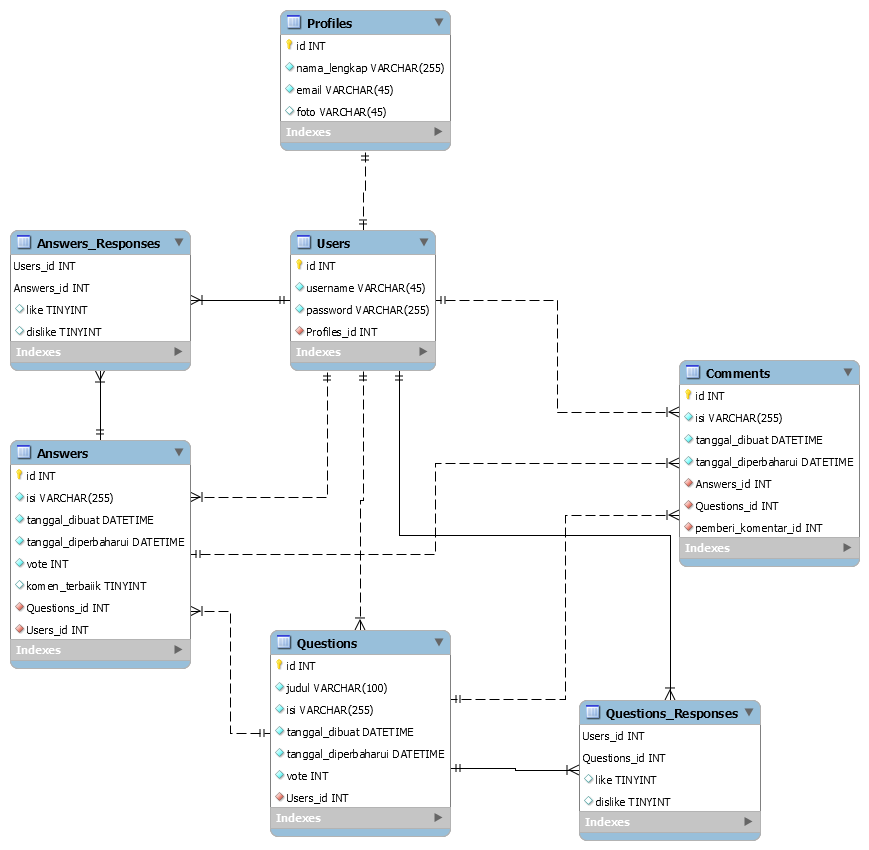 Profiles
id INT
nama_lengkap VARCHAR(255)
email VARCHAR(45)
foto VARCHAR(45)
Indexes
Answers_Responses
Users_id INT
Answers_id INT
like TINYINT
dislike TINYINT
Indexes
Users
id INT
username VARCHAR(45)
password VARCHAR(255)
Profiles_id INT
Indexes
Comments
id INT
isi VARCHAR(255)
tanggal_dibuat DATETIME
tanggal_diperbaharui DATETIME
Answers_id INT
Questions_id INT
pemberi_komentar_id INT
Indexes
Answers
id INT
isi VARCHAR(255)
tanggal_dibuat DATETIME
tanggal_diperbaharui DATETIME
vote INT
komen_terbaiik TINYINT
Questions_id INT
Users_id INT
Indexes
Questions
id INT
judul VARCHAR(100)
isi VARCHAR(255)
tanggal_dibuat DATETIME
tanggal_diperbaharui DATETIME
vote INT
Users_id INT
Indexes
Questions_Responses
Users_id INT
Questions_id INT
like TINYINT
dislike TINYINT
Indexes